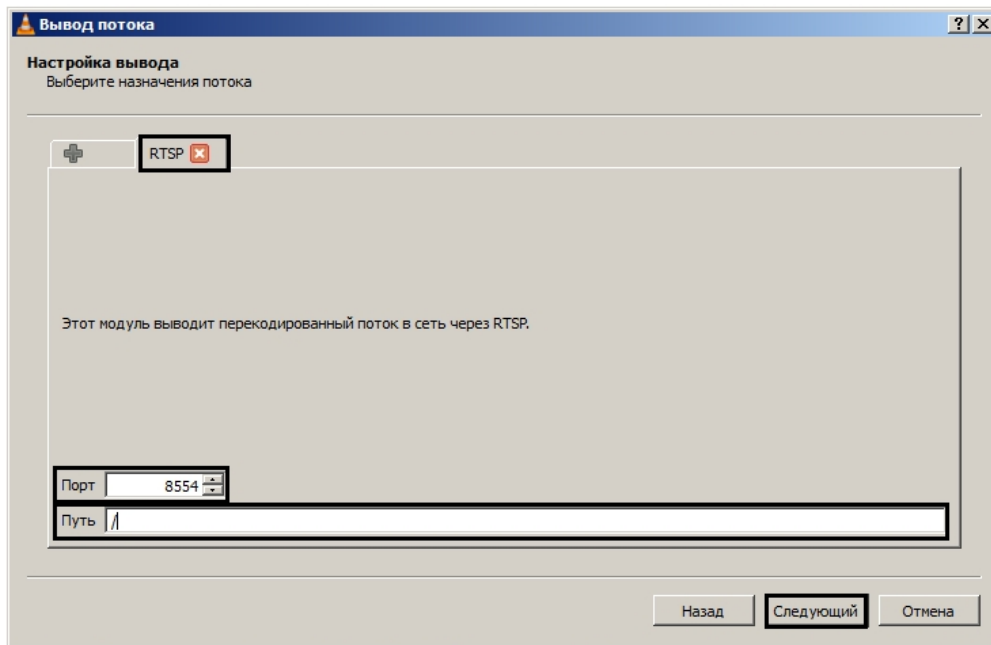 Вывод потока
Настройка вывода
Выберите назначения потока
RTSP
Этот модуль выводит перекодированный поток в сеть через RTSP.
Порт 8554
Путь /
Назад Следующий Отмена